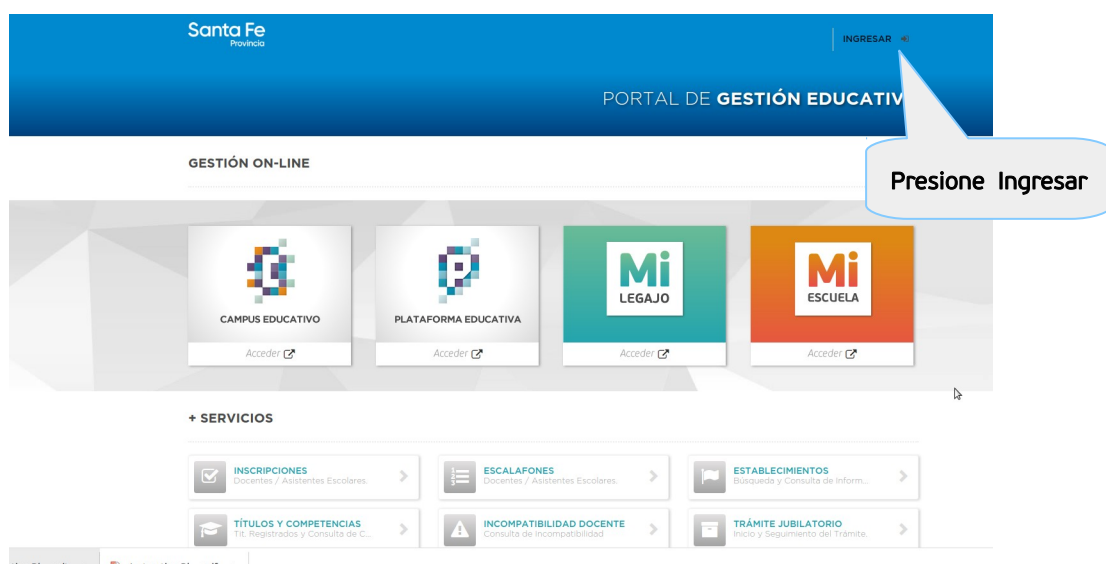 Santa Fe
Provincia
INGRESAR
PORTAL DE GESTIÓN EDUCATIV
Presione Ingresar
GESTIÓN ON-LINE
CAMPUS EDUCATIVO
Acceder
PLATAFORMA EDUCATIVA
Acceder
Mi
LEGAJO
Acceder
Mi
ESCUELA
Acceder
+ SERVICIOS
INSCRIPCIONES
Docentes / Asistentes Escolares.
ESCALAFONES
Docentes / Asistentes Escolares.
ESTABLECIMIENTOS
Búsqueda y Consulta de Inform...
TÍTULOS Y COMPETENCIAS
Tit. Registrados y Consulta de C...
INCOMPATIBILIDAD DOCENTE
Consulta de Incompatibilidad
TRÁMITE JUBILATORIO
Inicio y Seguimiento del Trámite.